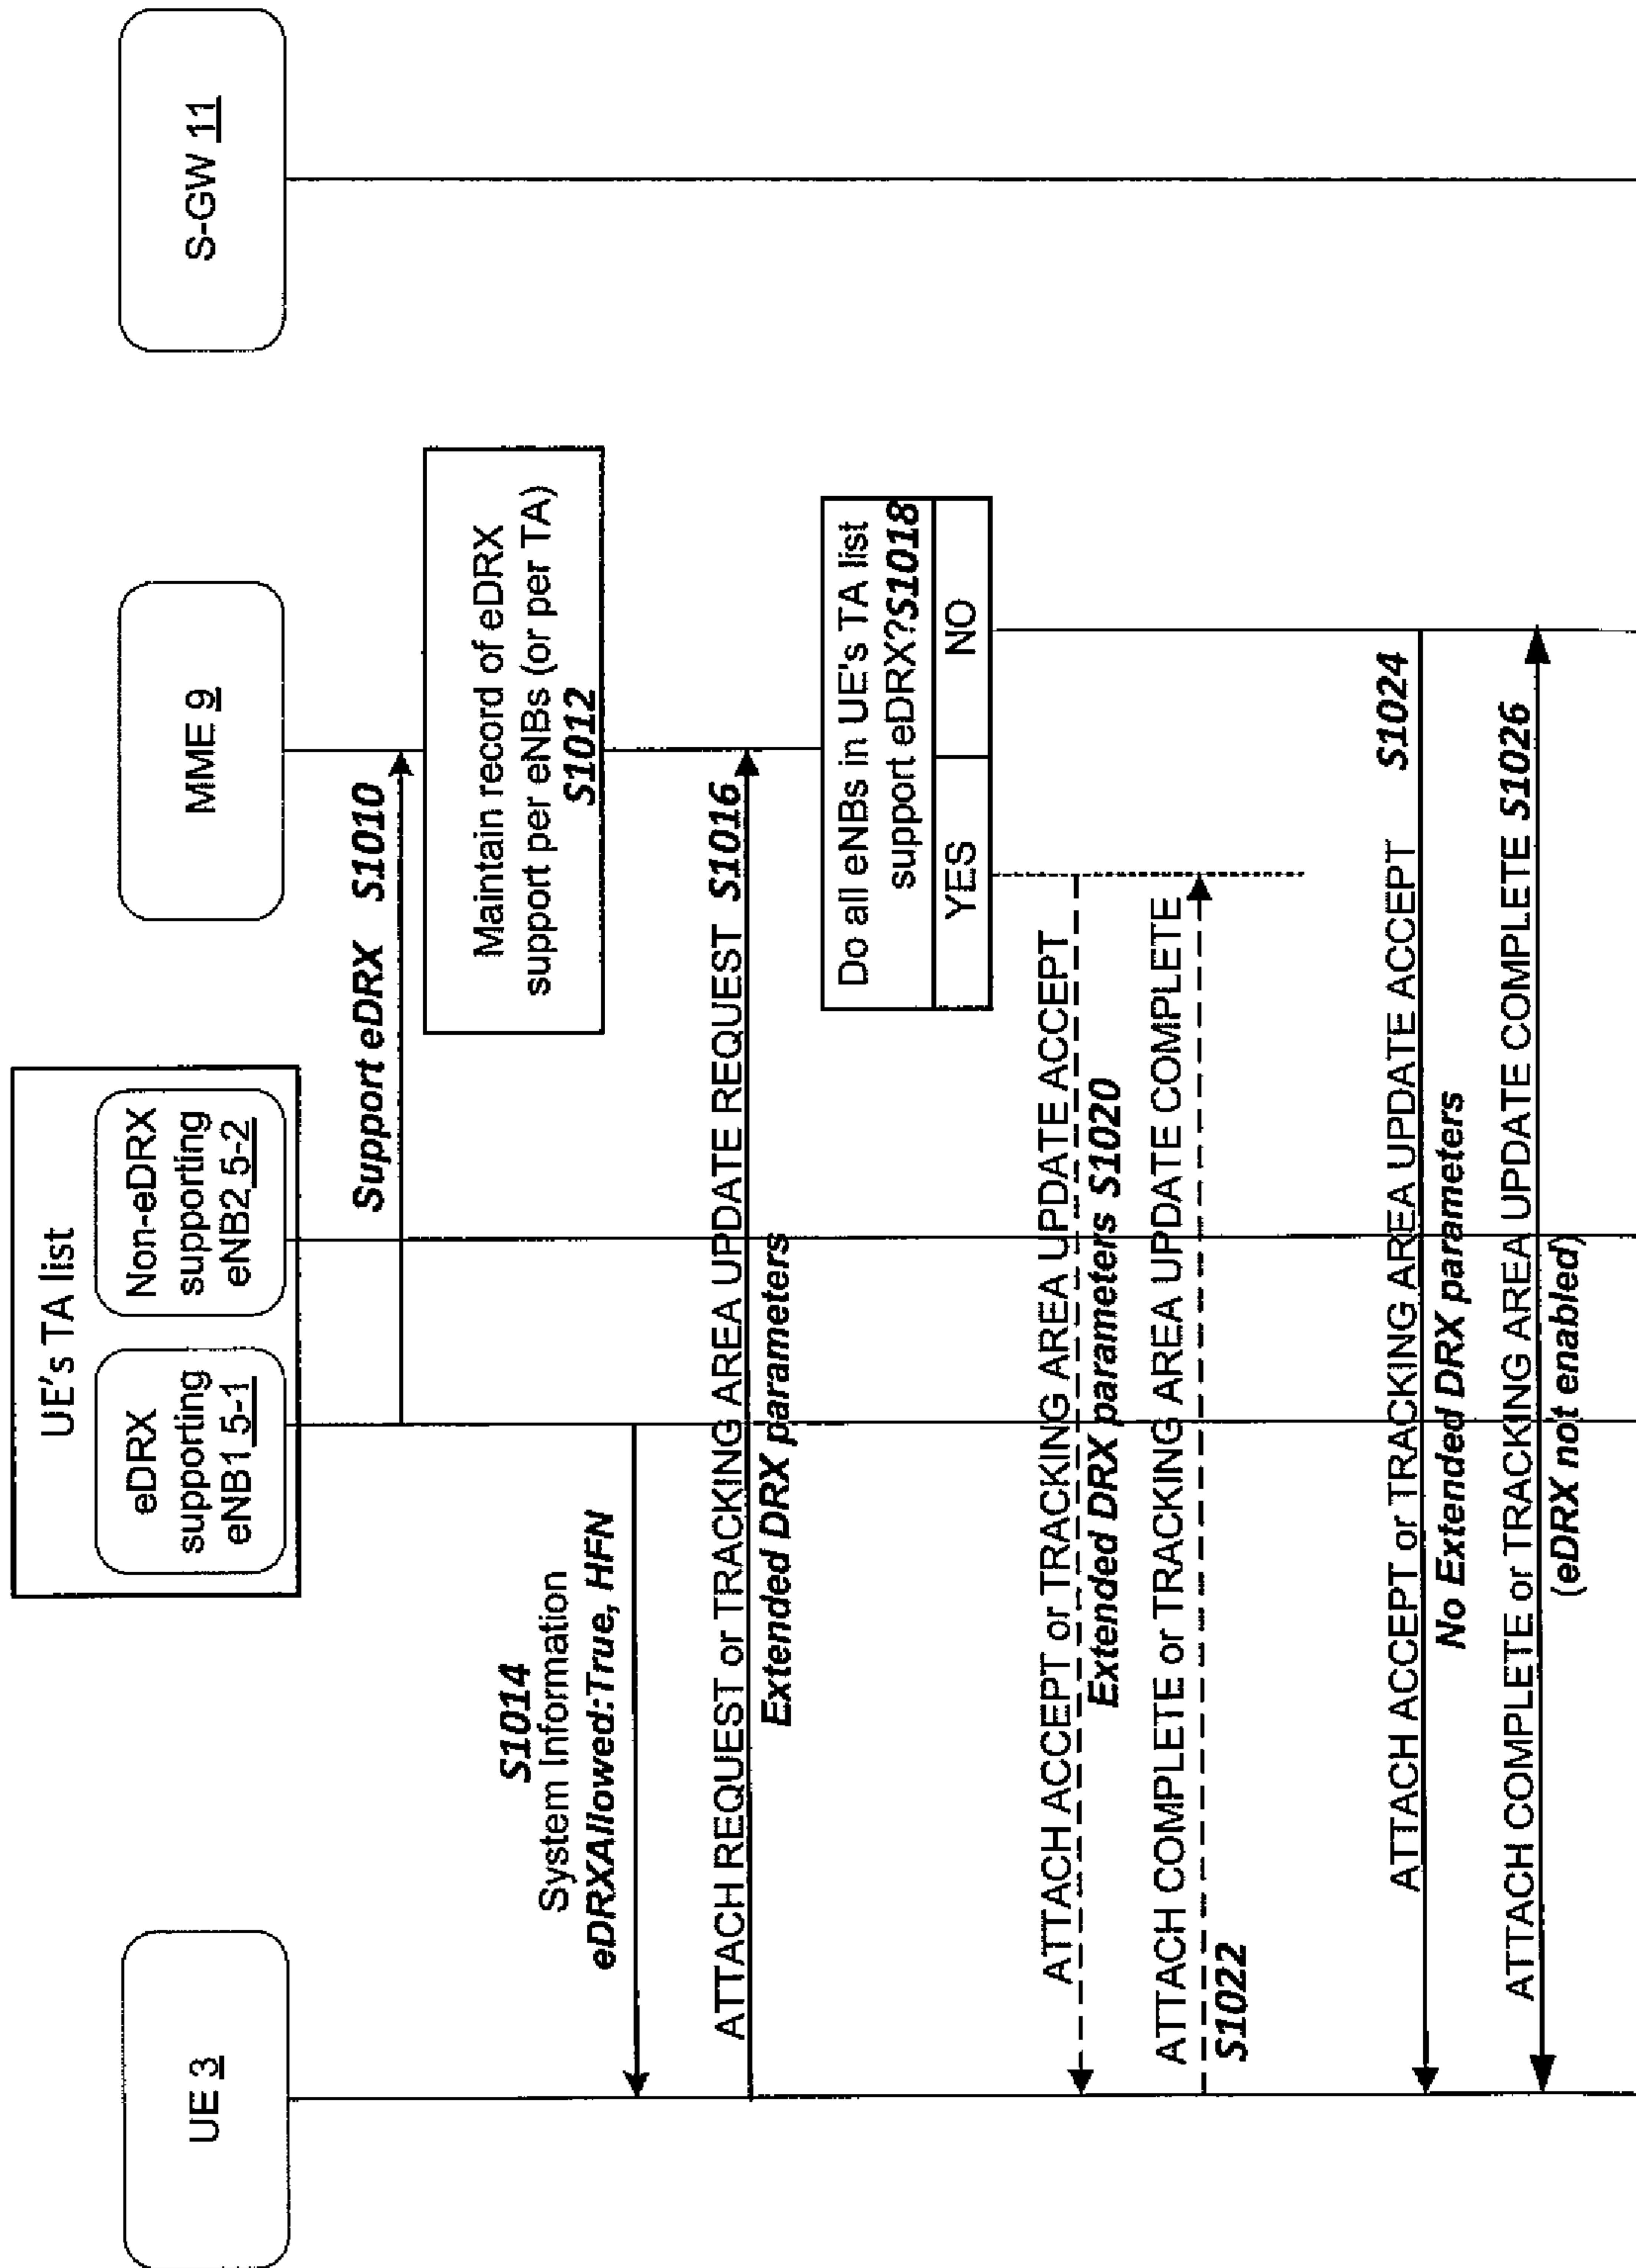 UE's TA list
UE 3
eDRX
supporting
eNB1 5-1
Non-eDRX
supporting
eNB2 5-2
MME 9
S-GW 11
Support eDRX S1010
Maintain record of eDRX
support per eNBs (or per TA)
S1012
S1014
System Information
eDRXAllowed:True, HFN
ATTACH REQUEST or TRACKING AREA UPDATE REQUEST S1016
Extended DRX parameters
Do all eNBs in UE's TA list
support eDRX?S1018
YES
NO
ATTACH ACCEPT or TRACKING AREA UPDATE ACCEPT
Extended DRX parameters S1020
ATTACH COMPLETE or TRACKING AREA UPDATE COMPLETE
S1022
ATTACH ACCEPT or TRACKING AREA UPDATE ACCEPT S1024
No Extended DRX parameters
ATTACH COMPLETE or TRACKING AREA UPDATE COMPLETE S1026
(eDRX not enabled)